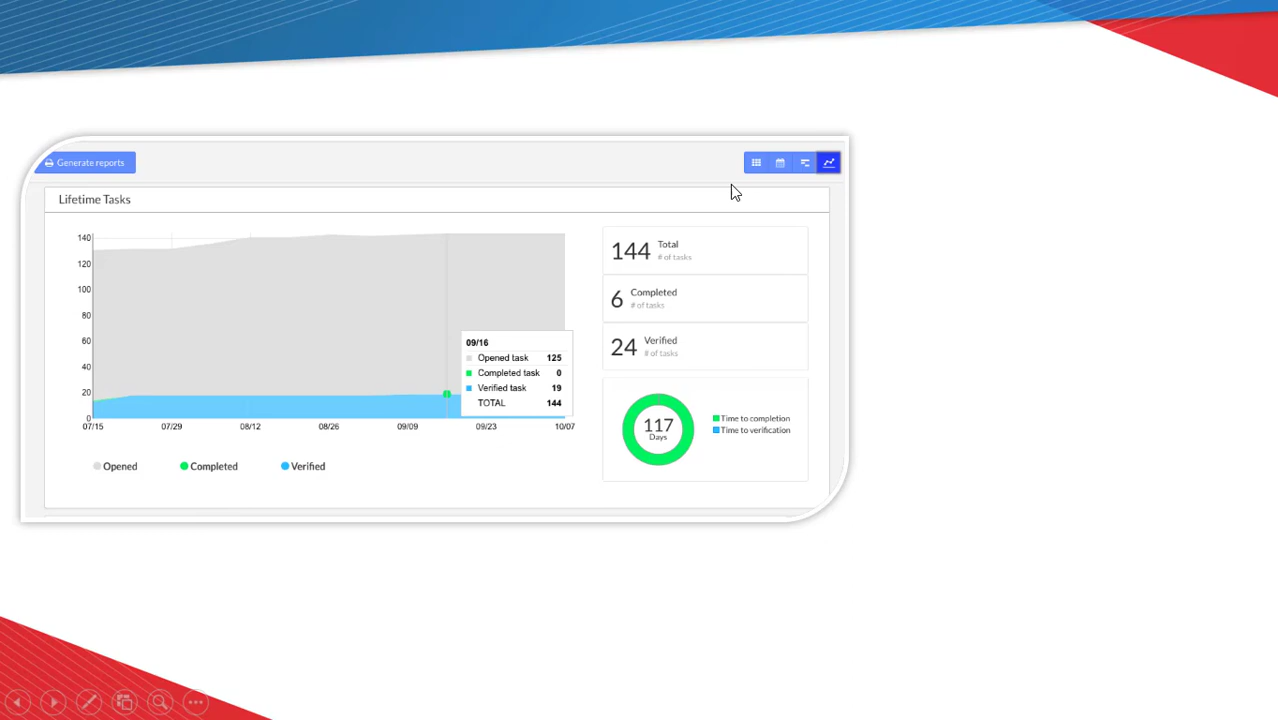 Generate reports
Lifetime Tasks
140
120
100
80
60
40
20
0
07/15
07/29
08/12
08/26
09/09
09/23
10/07
09/16
Opened task 125
Completed task 0
Verified task 19
TOTAL 144
Opened
Completed
Verified
144 Total
# of tasks
6 Completed
# of tasks
24 Verified
# of tasks
117
Days
Time to completion
Time to verification